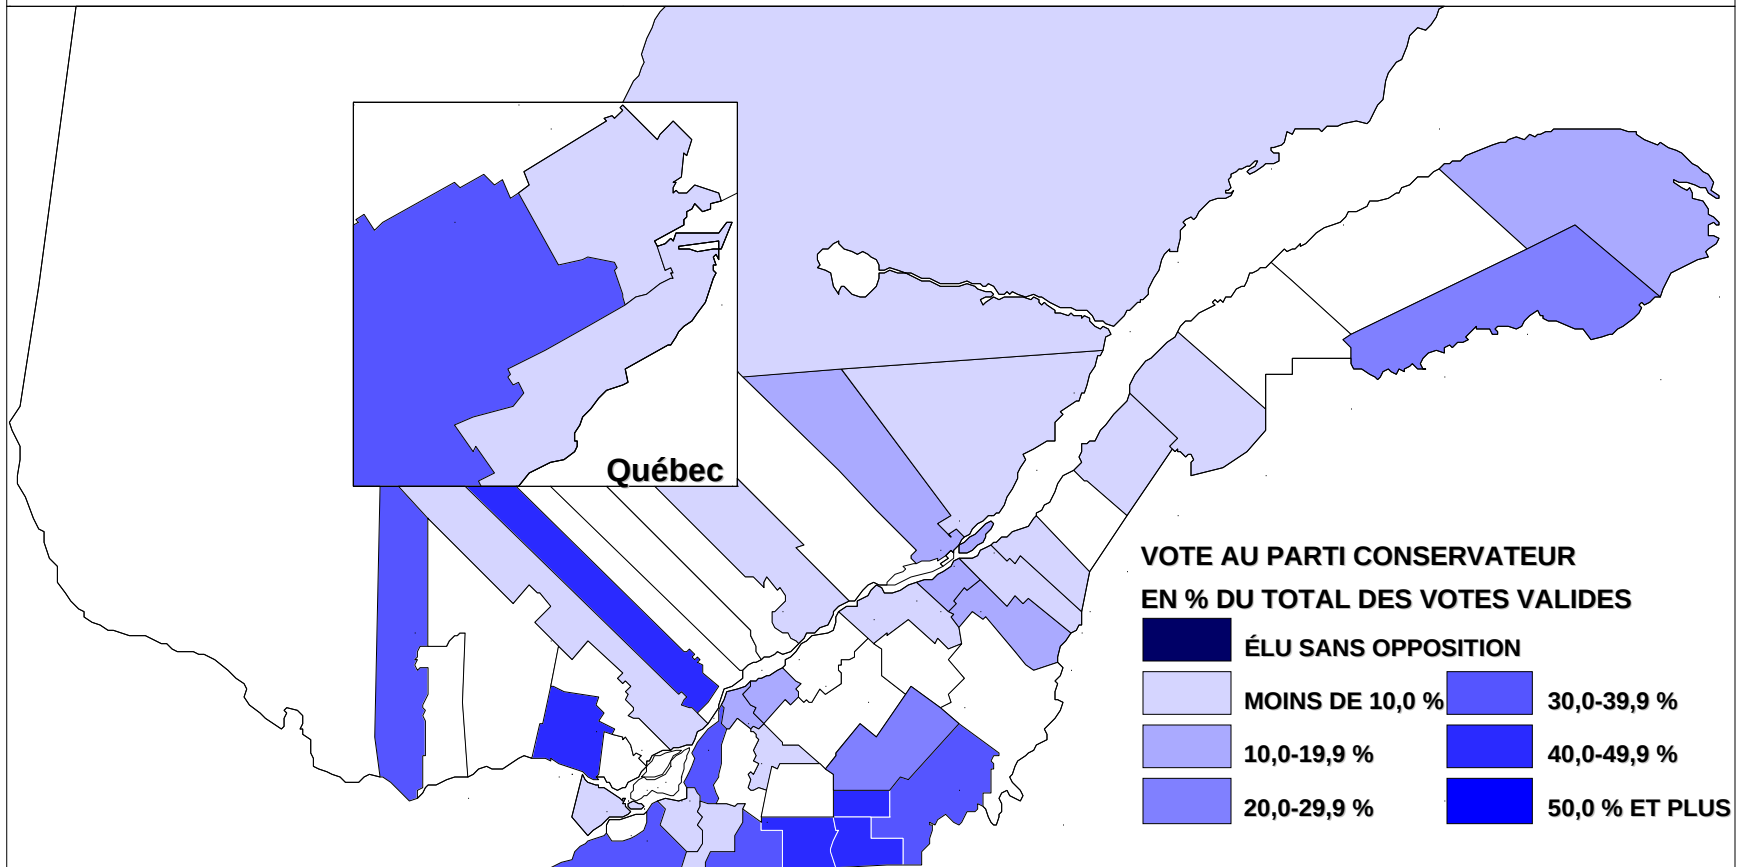 Québec
VOTE AU PARTI CONSERVATEUR
EN % DU TOTAL DES VOTES VALIDES
ÉLU SANS OPPOSITION
MOINS DE 10,0 %
30,0-39,9 %
10,0-19,9 %
40,0-49,9 %
20,0-29,9 %
50,0 % ET PLUS